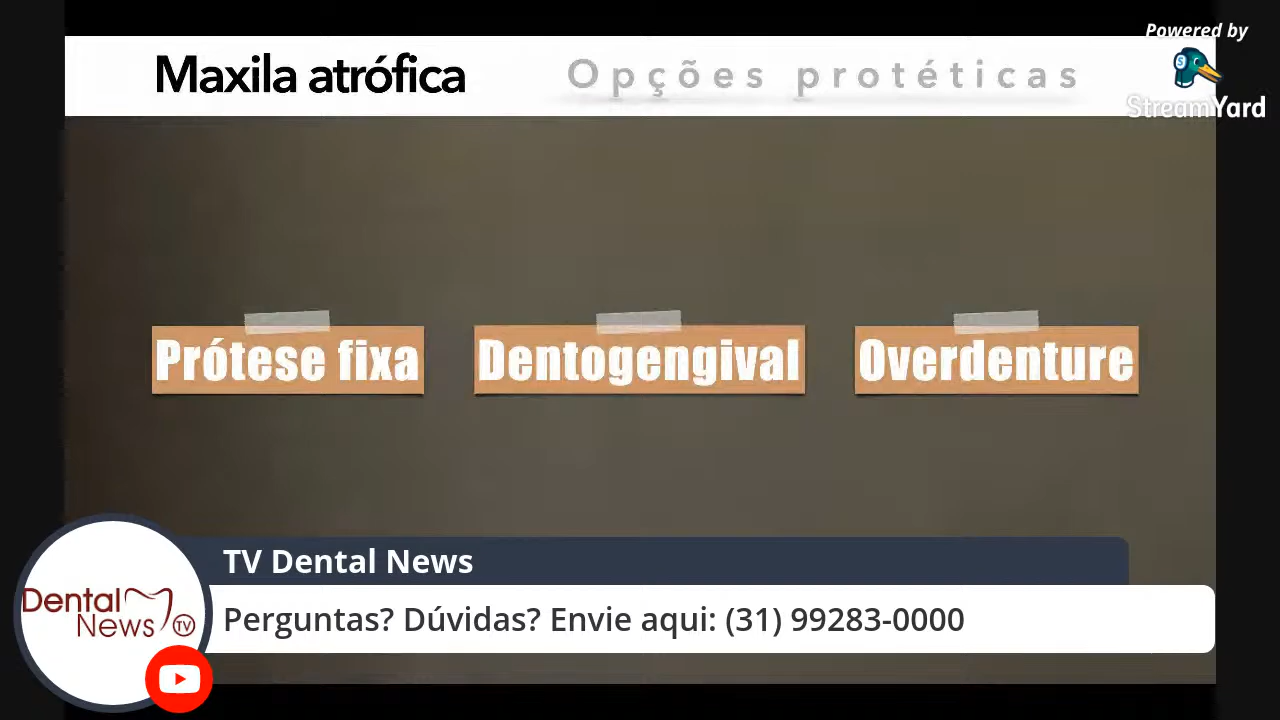 Powered by
StreamYard
Maxila atrófica Opções protéticas
Prótese fixa Dentogengival Overdenture
TV Dental News
Perguntas? Dúvidas? Envie aqui: (31) 99283-0000
Dental
News TV